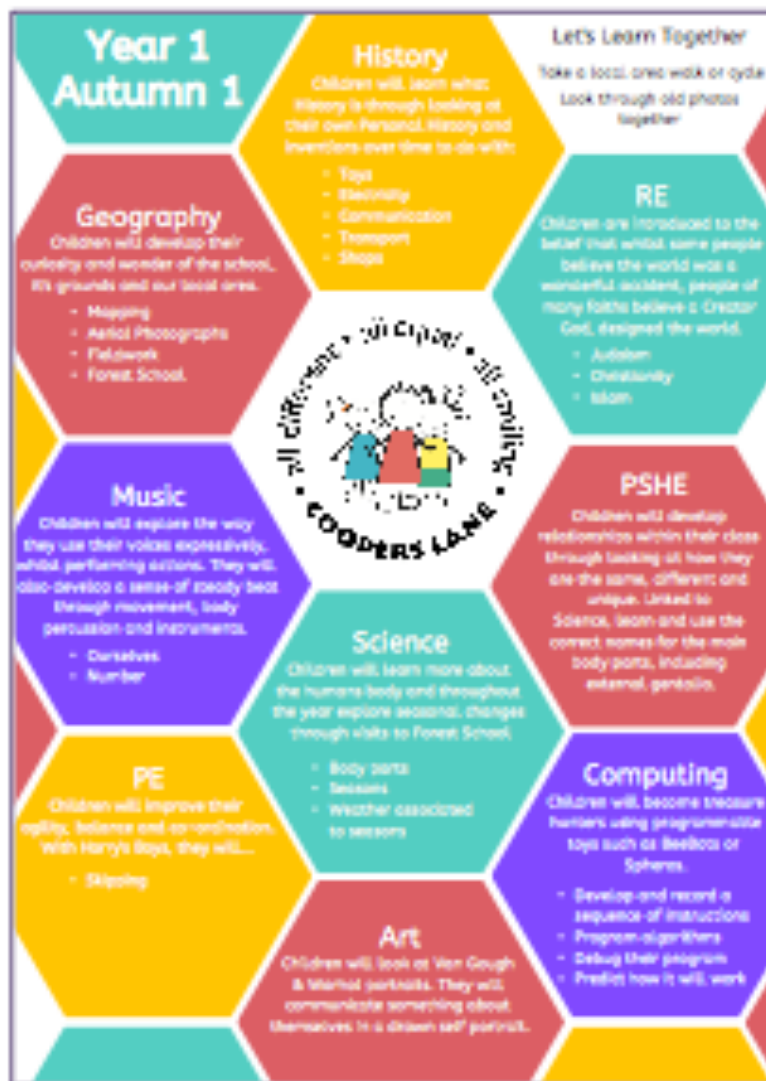 Year 1
Autumn 1
History
Children will learn what
History is through looking at
their own Personal History and
inventions over time to do with:
- Toys
- Electricity
- Communication
- Transport
- Shops
Let's Learn Together
Take a local area walk or cycle
Look through old photos
together
Geography
Children will develop their
curiosity and wonder of the school,
it's grounds and our local area.
- Mapping
- Aerial Photographs
- Fieldwork
- Forest School
RE
Children are introduced to the
belief that whilst some people
believe the world was a
wonderful accident, people of
many faiths believe a Creator
God, designed the world.
- Judaism
- Christianity
- Islam
all different • all equal • all smiling
• COOPERS LANE •
Music
Children will explore the way
they use their voices expressively,
whilst performing actions. They will
also develop a sense of steady beat
through movement, body
percussion and instruments.
- Ourselves
- Number
PSHE
Children will develop
relationships within their class
through looking at how they
are the same, different and
unique. Linked to
Science, learn and use the
correct names for the main
body parts, including
external genitalia.
Science
Children will learn more about
the humans body and throughout
the year explore seasonal changes
through visits to Forest School
- Body parts
- Seasons
- Weather associated
to seasons
PE
Children will improve their
agility, balance and co-ordination.
With Harry's Boys, they will...
- Skipping
Computing
Children will become treasure
hunters using programmable
toys such as BeeBots or
Spheros.
- Develop and record a
sequence of instructions
- Program algorithms
- Debug their program
- Predict how it will work
Art
Children will look at Van Gough
& Warhol portraits. They will
communicate something about
themselves in a drawn self portrait.